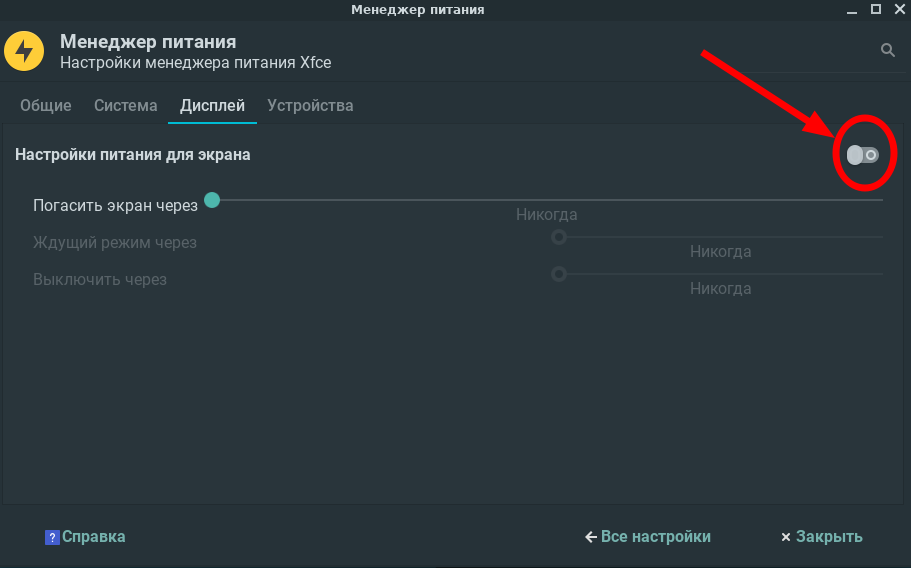 Менеджер питания
Менеджер питания
Настройки менеджера питания Xfce
Общие Система Дисплей Устройства
Настройки питания для экрана
Погасить экран через
Никогда
Ждущий режим через
Никогда
Выключить через
Никогда
? Справка Все настройки Закрыть